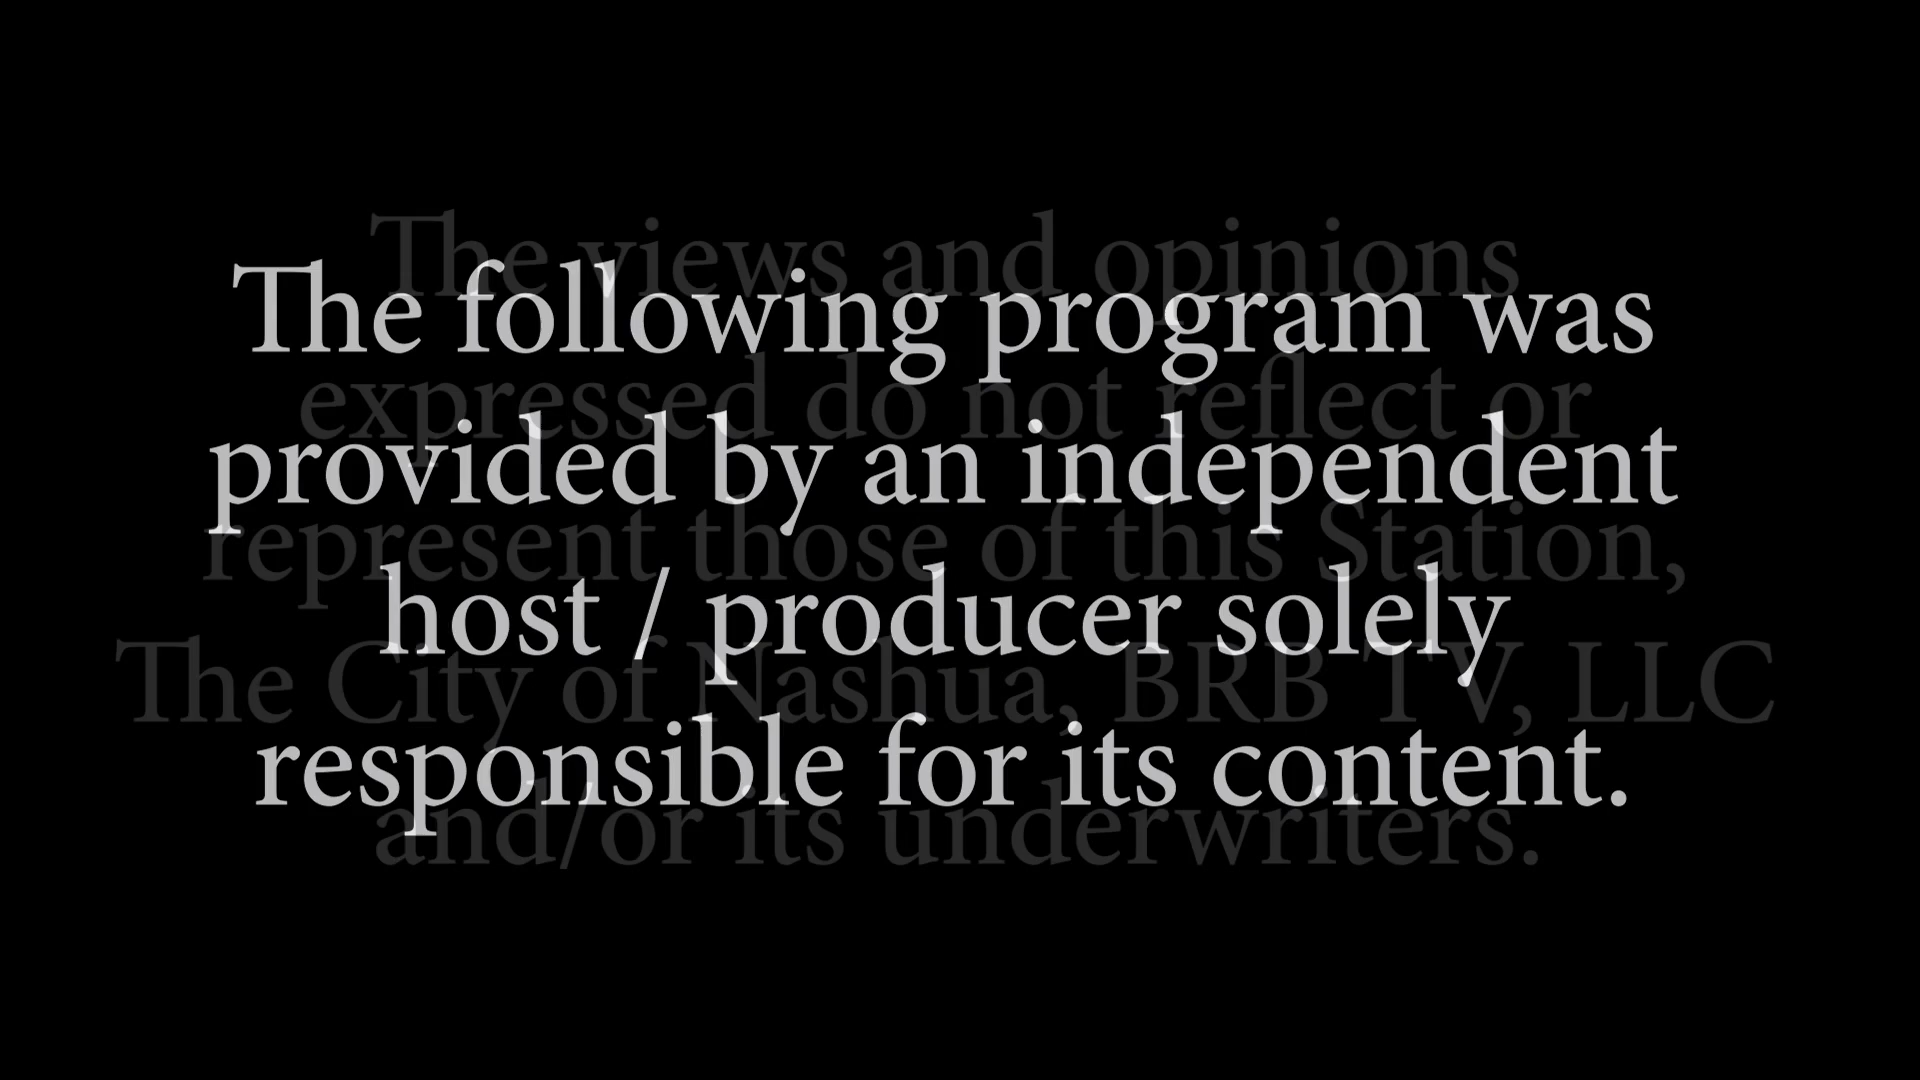 The following program was
provided by an independent
host / producer solely
responsible for its content.
The views and opinions
expressed do not reflect or
represent those of this Station,
The City of Nashua, BRB TV, LLC
and/or its underwriters.